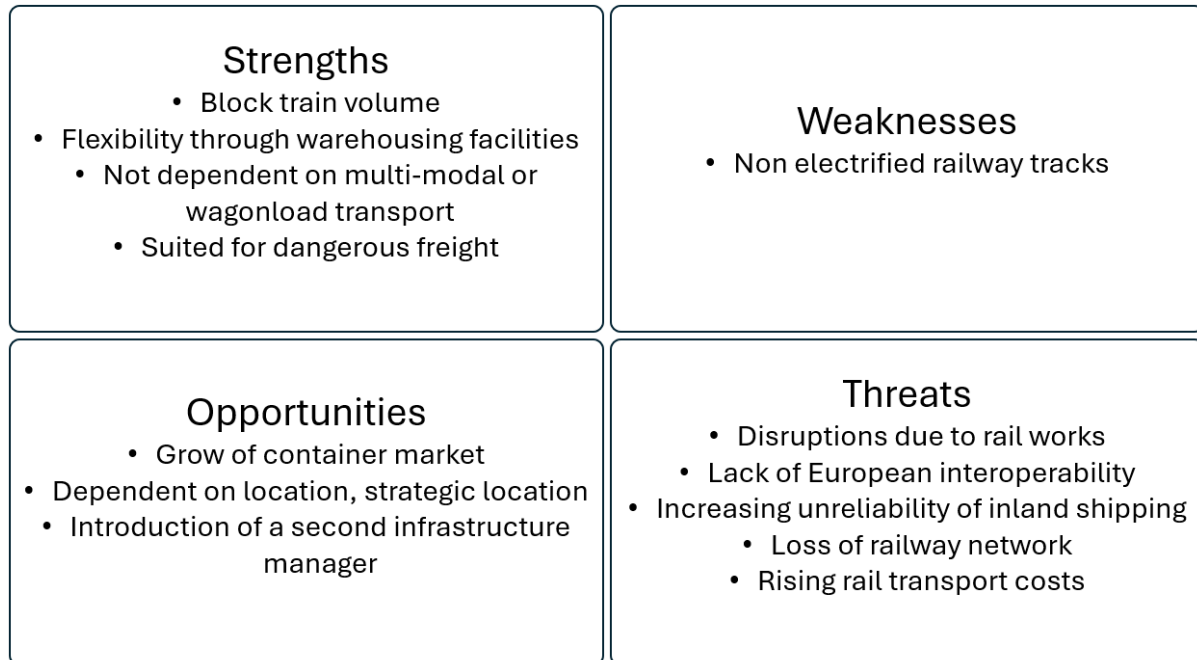 Strengths
• Block train volume
• Flexibility through warehousing facilities
• Not dependent on multi-modal or
wagonload transport
• Suited for dangerous freight
Weaknesses
• Non electrified railway tracks
Opportunities
• Grow of container market
• Dependent on location, strategic location
• Introduction of a second infrastructure
manager
Threats
• Disruptions due to rail works
• Lack of European interoperability
• Increasing unreliability of inland shipping
• Loss of railway network
• Rising rail transport costs